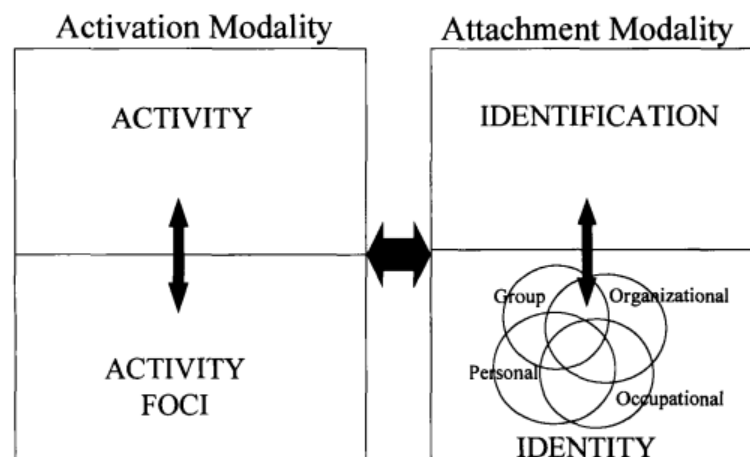 Activation Modality
ACTIVITY
ACTIVITY
FOCI
Attachment Modality
IDENTIFICATION
Group
Organizational
Personal
Occupational
IDENTITY